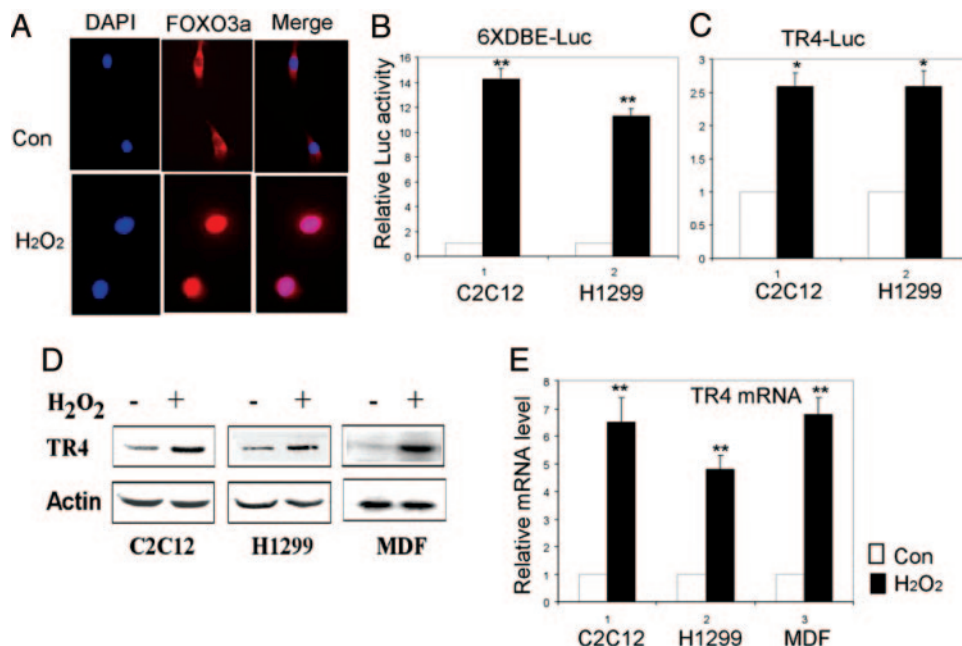 A
DAPI FOXO3a Merge
Con
H2O2
B
6XDBE-Luc
Relative Luc activity
16
14
12
10
8
6
4
2
0
**
**
1 2
C2C12 H1299
C
TR4-Luc
3
2.5
2
1.5
1
0.5
0
*
*
1 2
C2C12 H1299
D
H2O2 - + - + - +
TR4
Actin
C2C12 H1299 MDF
E
TR4 mRNA
Relative mRNA level
8
7
6
5
4
3
2
1
0
**
**
**
1 2 3
C2C12 H1299 MDF
Con
H2O2